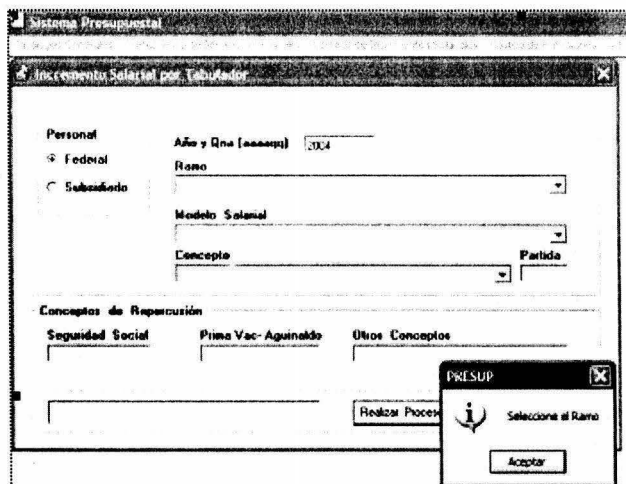 Sistema Presupuestal
Incremento Salarial por Tabulador
Personal
Federal
Subsidiado
Año y Qna (aaaaqq) 2004
Ramo
Modelo Salarial
Concepto Partida
Conceptos de Repercusión
Seguridad Social Prima Vac- Aguinaldo Otros Conceptos
Realizar Proceso
PRESUP
Seleccione el Ramo
Aceptar